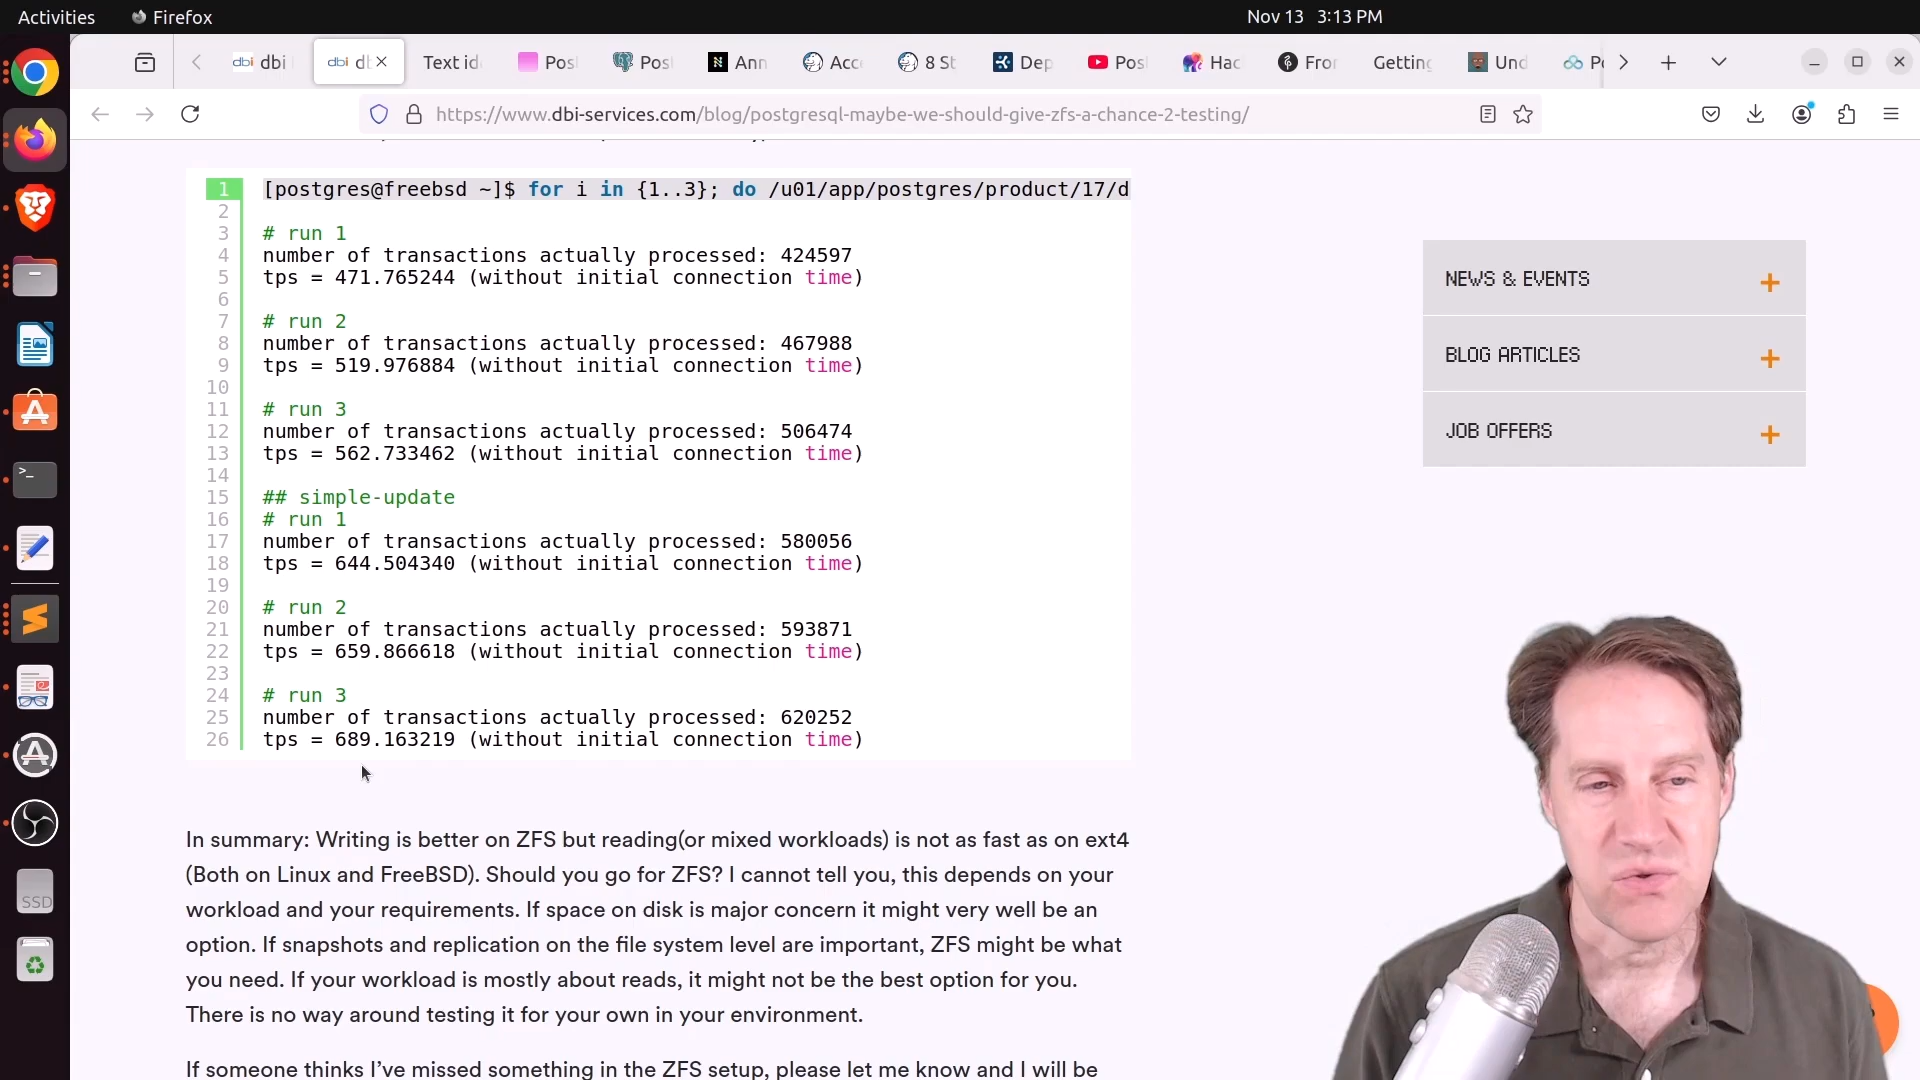 Activities
Firefox
Nov 13 3:13 PM
dbi
dbi d
Text id
Post
Post
Ann
Acce
8 St
Dep
Post
Hac
Fror
Getting
Und
Po
https://www.dbi-services.com/blog/postgresql-maybe-we-should-give-zfs-a-chance-2-testing/
1 [postgres@freebsd ~]$ for i in {1..3}; do /u01/app/postgres/product/17/d
2
3 # run 1
4 number of transactions actually processed: 424597
5 tps = 471.765244 (without initial connection time)
6
7 # run 2
8 number of transactions actually processed: 467988
9 tps = 519.976884 (without initial connection time)
10
11 # run 3
12 number of transactions actually processed: 506474
13 tps = 562.733462 (without initial connection time)
14
15 ## simple-update
16 # run 1
17 number of transactions actually processed: 580056
18 tps = 644.504340 (without initial connection time)
19
20 # run 2
21 number of transactions actually processed: 593871
22 tps = 659.866618 (without initial connection time)
23
24 # run 3
25 number of transactions actually processed: 620252
26 tps = 689.163219 (without initial connection time)
In summary: Writing is better on ZFS but reading(or mixed workloads) is not as fast as on ext4
(Both on Linux and FreeBSD). Should you go for ZFS? I cannot tell you, this depends on your
workload and your requirements. If space on disk is major concern it might very well be an
option. If snapshots and replication on the file system level are important, ZFS might be what
you need. If your workload is mostly about reads, it might not be the best option for you.
There is no way around testing it for your own in your environment.
If someone thinks I've missed something in the ZFS setup, please let me know and I will be
NEWS & EVENTS
BLOG ARTICLES
JOB OFFERS
SSD